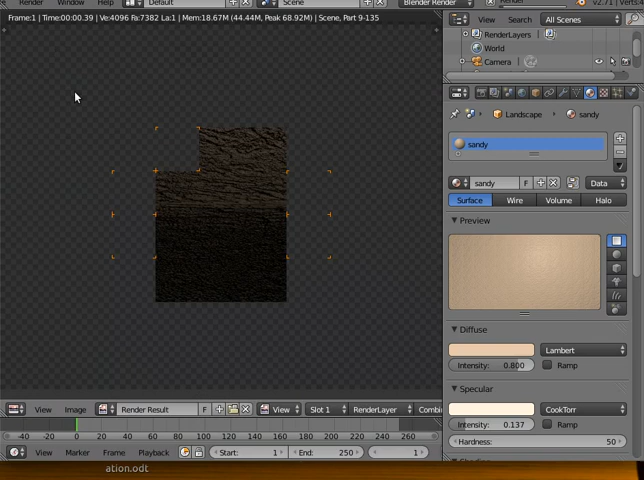 Render Window Help Default Scene Blender Render v2.71
Frame:1 | Time:00:00.39 | Ve:4096 Fa:7382 La:1 | Mem:18.67M (44.44M, Peak 68.92M) | Scene, Part 9-135
View Search All Scenes
RenderLayers
World
Camera
Landscape sandy
sandy
sandy F Data
Surface Wire Volume Halo
Preview
Diffuse
Lambert
Intensity: 0.800 Ramp
Specular
CookTorr
Intensity: 0.137 Ramp
Hardness: 50
View Image Render Result F View Slot 1 RenderLayer Combi
-40 -20 0 20 40 60 80 100 120 140 160 180 200 220 240 260
View Marker Frame Playback Start: 1 End: 250 1
ation.odt